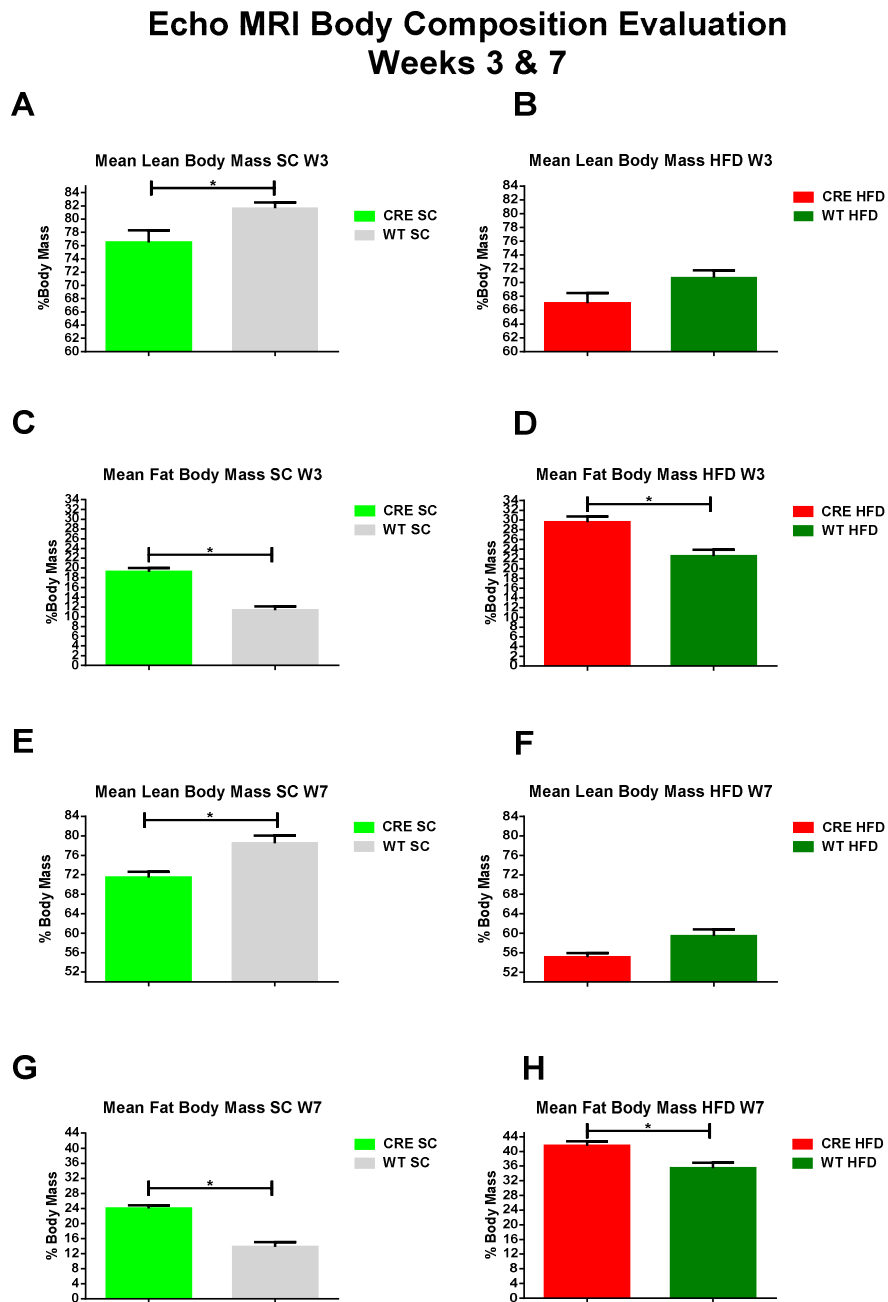 Echo MRI Body Composition Evaluation
Weeks 3 & 7
A
B
Mean Lean Body Mass SC W3
*
84
82
80
78
76
74
72
70
68
66
64
62
60
%Body Mass
CRE SC
WT SC
Mean Lean Body Mass HFD W3
84
82
80
78
76
74
72
70
68
66
64
62
60
%Body Mass
CRE HFD
WT HFD
C
D
Mean Fat Body Mass SC W3
34
32
30
28
26
24
22
20
18
16
14
12
10
8
6
4
2
0
%Body Mass
*
CRE SC
WT SC
Mean Fat Body Mass HFD W3
34
32
30
28
26
24
22
20
18
16
14
12
10
8
6
4
2
0
%Body Mass
*
CRE HFD
WT HFD
E
F
Mean Lean Body Mass SC W7
84
80
76
72
68
64
60
56
52
% Body Mass
*
CRE SC
WT SC
Mean Lean Body Mass HFD W7
84
80
76
72
68
64
60
56
52
% Body Mass
CRE HFD
WT HFD
G
H
Mean Fat Body Mass SC W7
44
40
36
32
28
24
20
16
12
8
4
0
% Body Mass
*
CRE SC
WT SC
Mean Fat Body Mass HFD W7
44
40
36
32
28
24
20
16
12
8
4
0
% Body Mass
*
CRE HFD
WT HFD